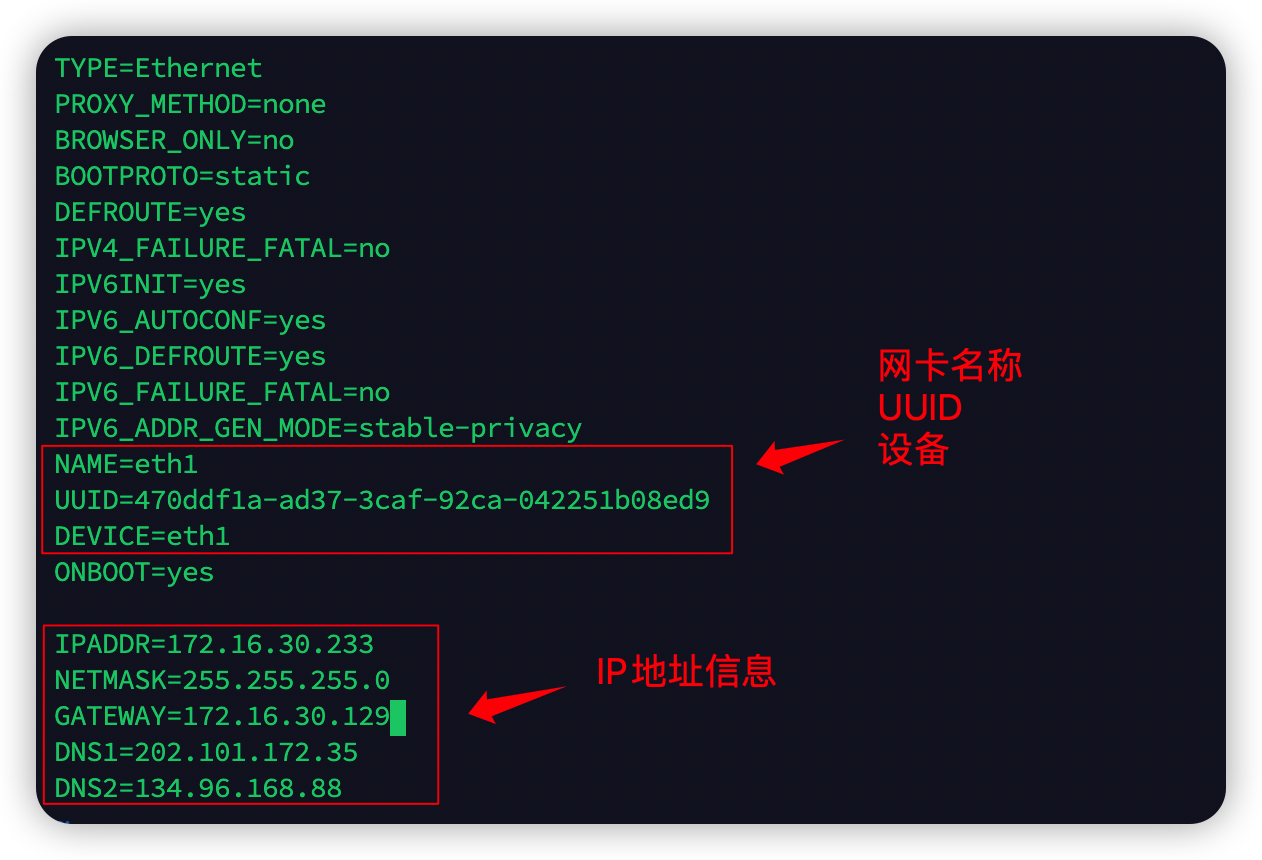 TYPE=Ethernet
PROXY_METHOD=none
BROWSER_ONLY=no
BOOTPROTO=static
DEFROUTE=yes
IPV4_FAILURE_FATAL=no
IPV6INIT=yes
IPV6_AUTOCONF=yes
IPV6_DEFROUTE=yes
IPV6_FAILURE_FATAL=no
IPV6_ADDR_GEN_MODE=stable-privacy
NAME=eth1
UUID=470ddf1a-ad37-3caf-92ca-042251b08ed9
DEVICE=eth1
网卡名称
UUID
设备
ONBOOT=yes
IPADDR=172.16.30.233
NETMASK=255.255.255.0
GATEWAY=172.16.30.129
DNS1=202.101.172.35
DNS2=134.96.168.88
IP地址信息